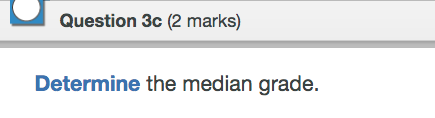 Question 3c (2 marks)
Determine the median grade.